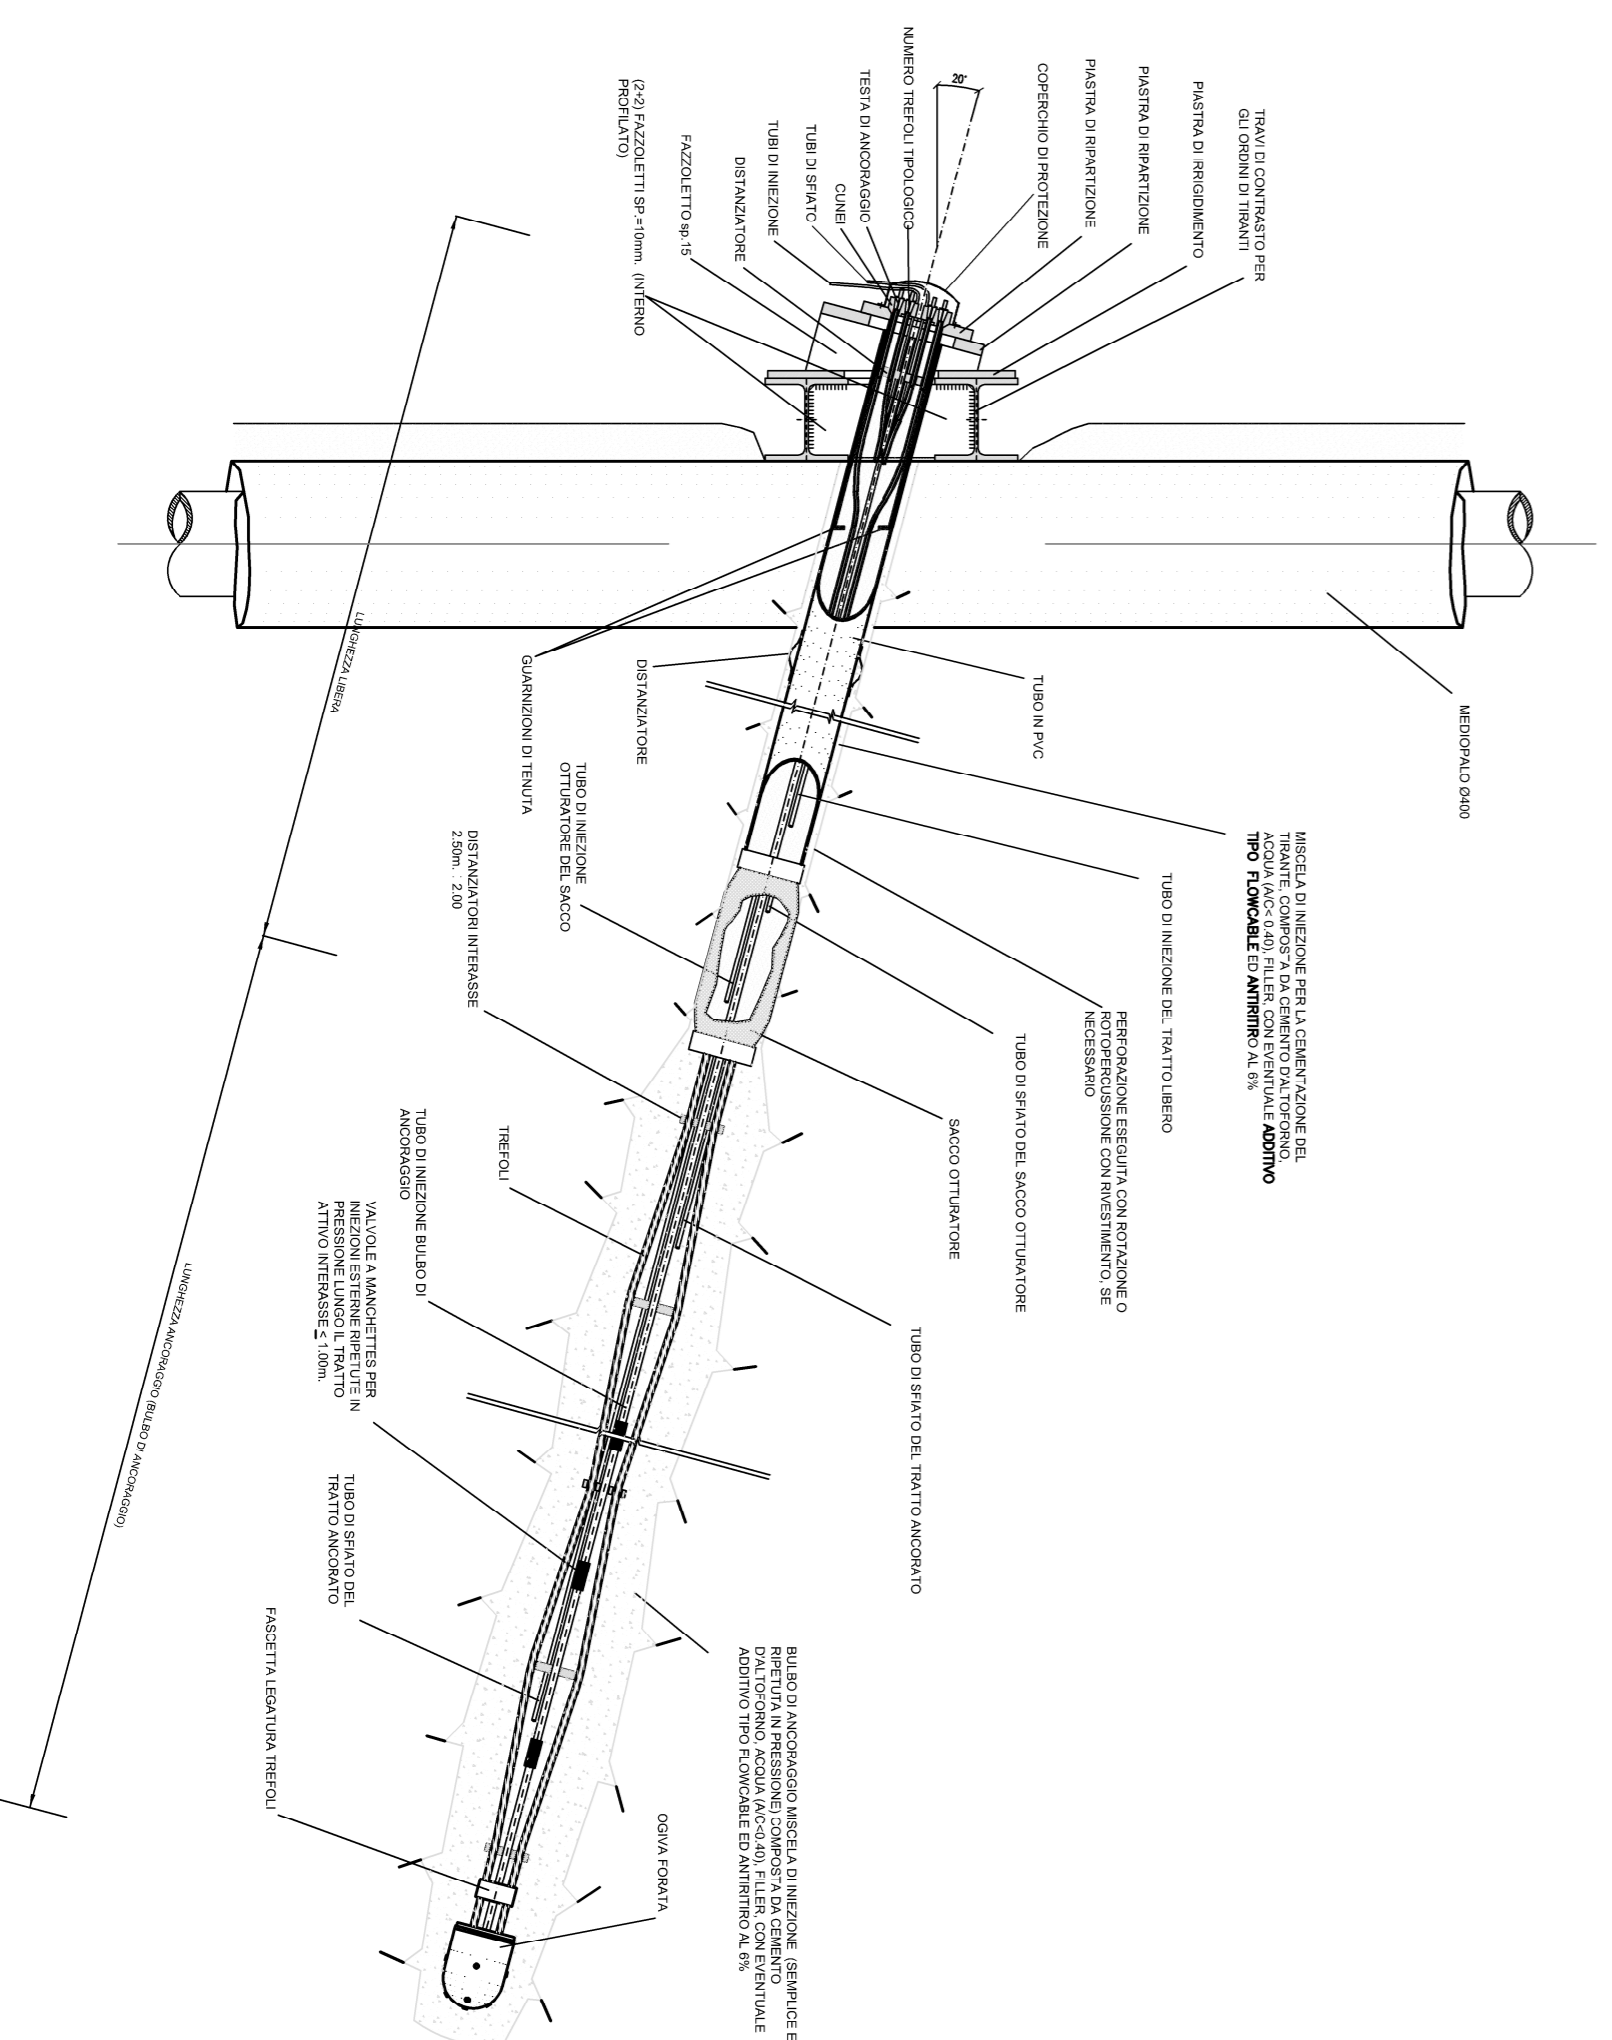 TRAVI DI CONTRASTO PER
GLI ORDINI DI TIRANTI
PIASTRA DI IRRIGIDIMENTO
PIASTRA DI RIPARTIZIONE
PIASTRA DI RIPARTIZIONE
COPERCHIO DI PROTEZIONE
20°
NUMERO TREFOLI TIPOLOGICO
TESTA DI ANCORAGGIO
CUNEI
TUBI DI SFIATO
TUBI DI INIEZIONE
DISTANZIATORE
FAZZOLETTO sp.15
(2+2) FAZZOLETTI SP.=10mm. (INTERNO
PROFILATO)
MEDIOPALO Ø400
TUBO IN PVC
MISCELA DI INIEZIONE PER LA CEMENTAZIONE DEL
TIRANTE, COMPOSTA DA CEMENTO D'ALTOFORNO,
ACQUA (A/C< 0.40), FILLER, CON EVENTUALE ADDITIVO
TIPO FLOWCABLE ED ANTIRITIRO AL 6%
TUBO DI INIEZIONE DEL TRATTO LIBERO
PERFORAZIONE ESEGUITA CON ROTAZIONE O
ROTOPERCUSSIONE CON RIVESTIMENTO, SE
NECESSARIO
TUBO DI SFIATO DEL SACCO OTTURATORE
SACCO OTTURATORE
TUBO DI SFIATO DEL TRATTO ANCORATO
BULBO DI ANCORAGGIO MISCELA DI INIEZIONE (SEMPLICE E
RIPETUTA IN PRESSIONE) COMPOSTA DA CEMENTO
D'ALTOFORNO, ACQUA (A/C<0.40), FILLER, CON EVENTUALE
ADDITIVO TIPO FLOWCABLE ED ANTIRITIRO AL 6%
OGIVA FORATA
DISTANZIATORE
GUARNIZIONI DI TENUTA
TUBO DI INIEZIONE
OTTURATORE DEL SACCO
DISTANZIATORI INTERASSE
2.50m. : 2.00
TREFOLI
TUBO DI INIEZIONE BULBO DI
ANCORAGGIO
VALVOLE A MANCHETTES PER
INIEZIONI ESTERNE RIPETUTE IN
PRESSIONE LUNGO IL TRATTO
ATTIVO INTERASSE ≤ 1.00m.
TUBO DI SFIATO DEL
TRATTO ANCORATO
FASCETTA LEGATURA TREFOLI
LUNGHEZZA LIBERA
LUNGHEZZA ANCORAGGIO (BULBO DI ANCORAGGIO)